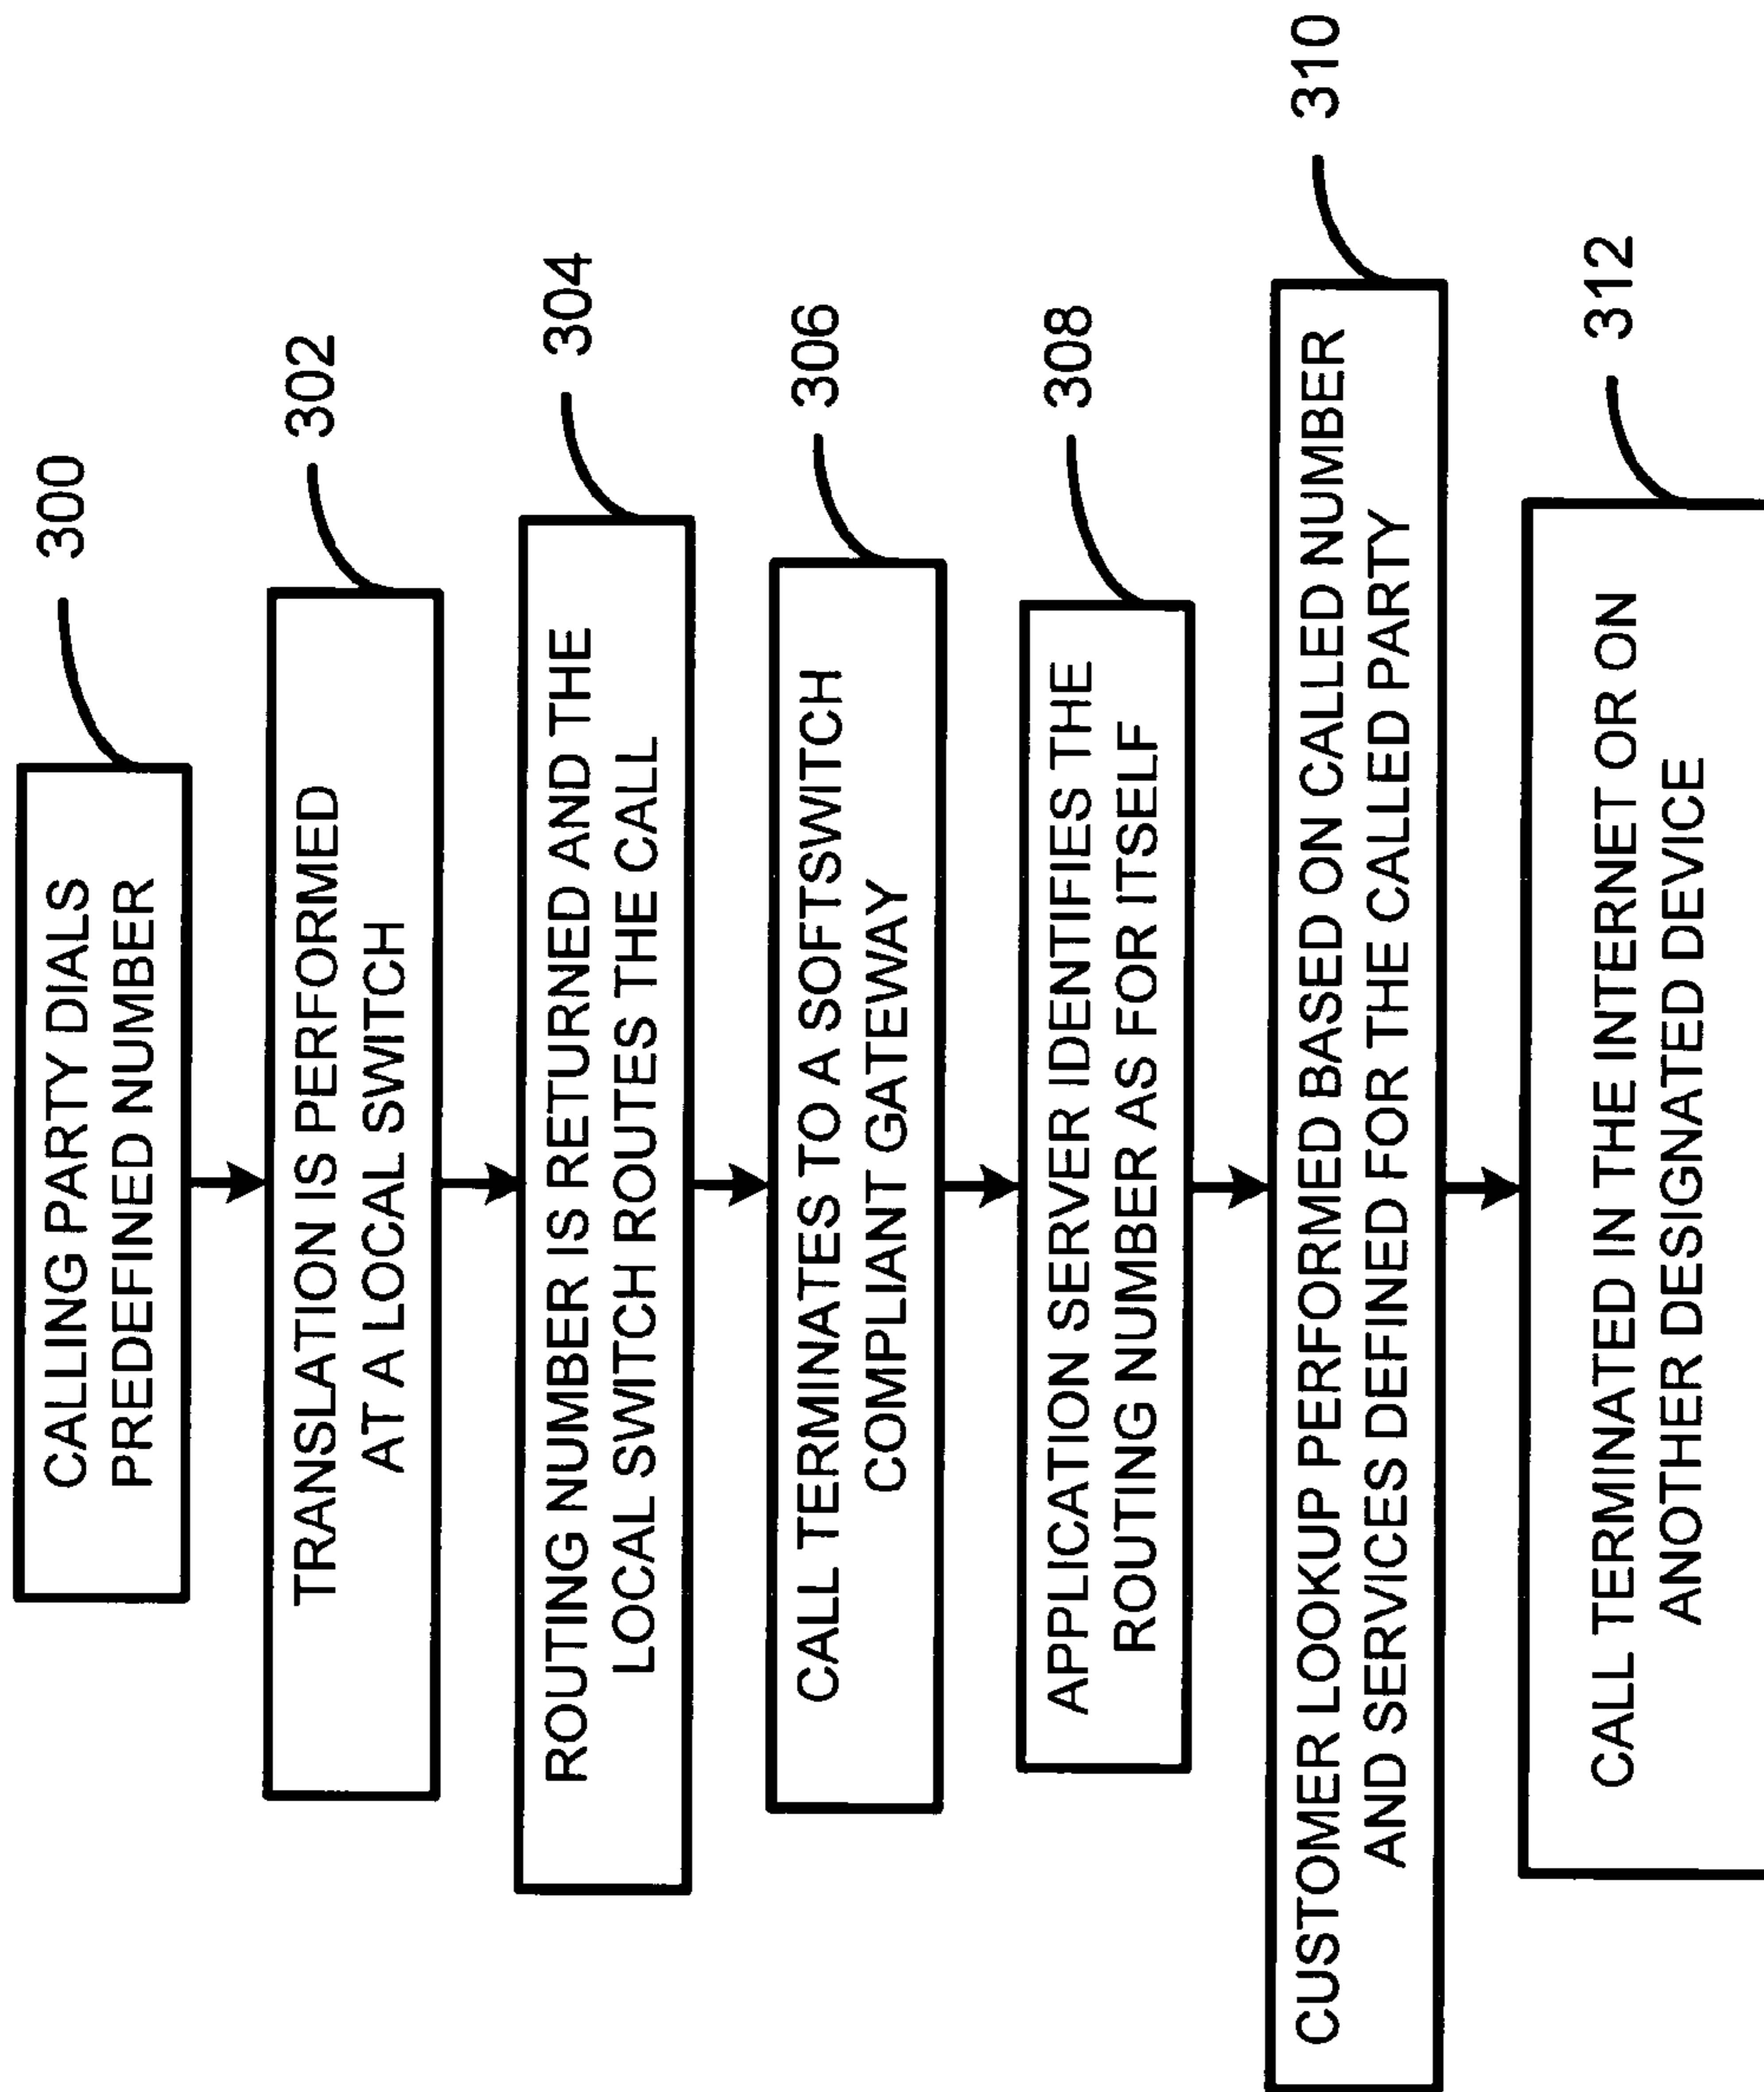 300
CALLING PARTY DIALS
PREDEFINED NUMBER
302
TRANSLATION IS PERFORMED
AT A LOCAL SWITCH
304
ROUTING NUMBER IS RETURNED AND THE
LOCAL SWITCH ROUTES THE CALL
306
CALL TERMINATES TO A SOFTSWITCH
COMPLIANT GATEWAY
308
APPLICATION SERVER IDENTIFIES THE
ROUTING NUMBER AS FOR ITSELF
310
CUSTOMER LOOKUP PERFORMED BASED ON CALLED NUMBER
AND SERVICES DEFINED FOR THE CALLED PARTY
312
CALL TERMINATED IN THE INTERNET OR ON
ANOTHER DESIGNATED DEVICE